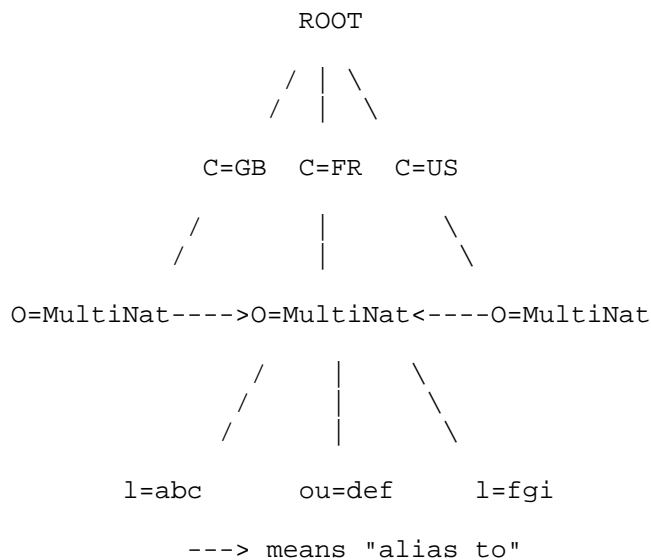 ROOT
/ | \
/ | \
C=GB C=FR C=US
/ | \
/ | \
O=MultiNat---->O=MultiNat<----O=MultiNat
/ | \
/ | \
/ | \
l=abc ou=def l=fgi
---> means "alias to"